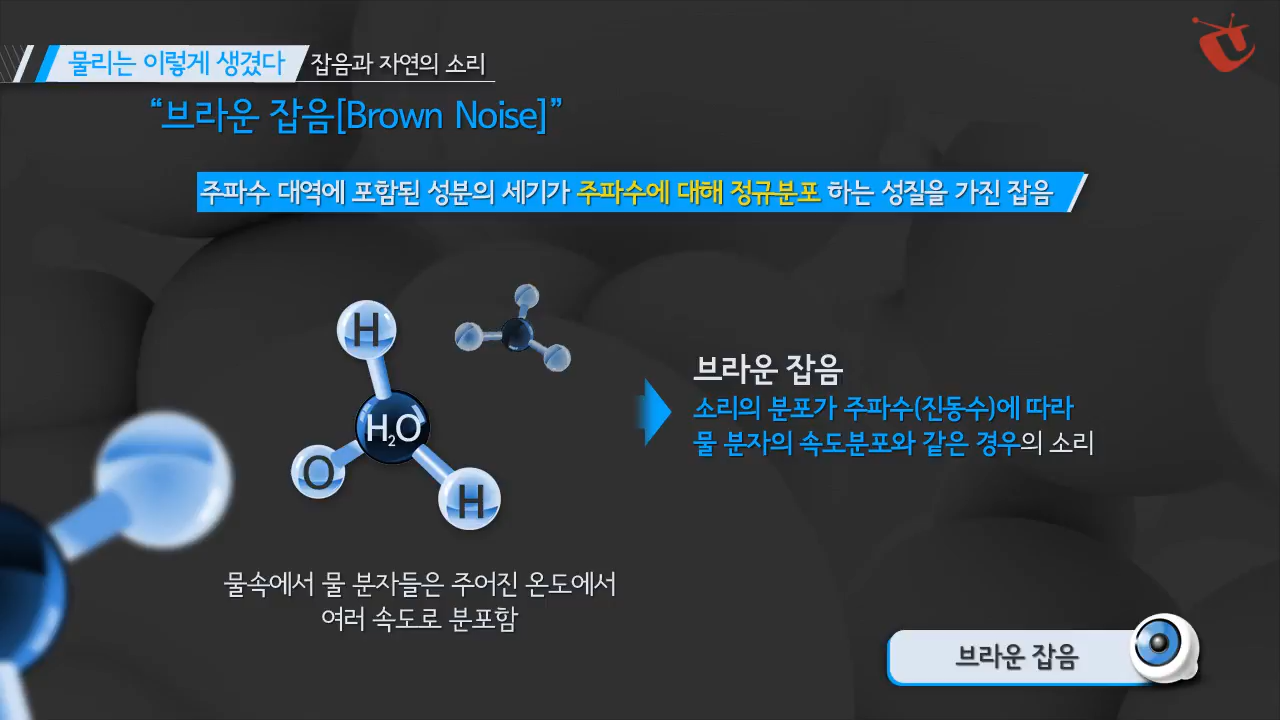 물리는 이렇게 생겼다 잡음과 자연의 소리
“브라운 잡음[Brown Noise]”
주파수 대역에 포함된 성분의 세기가 주파수에 대해 정규분포 하는 성질을 가진 잡음
H
H₂O
O
H
브라운 잡음
소리의 분포가 주파수(진동수)에 따라
물 분자의 속도분포와 같은 경우의 소리
물속에서 물 분자들은 주어진 온도에서
여러 속도로 분포함
브라운 잡음